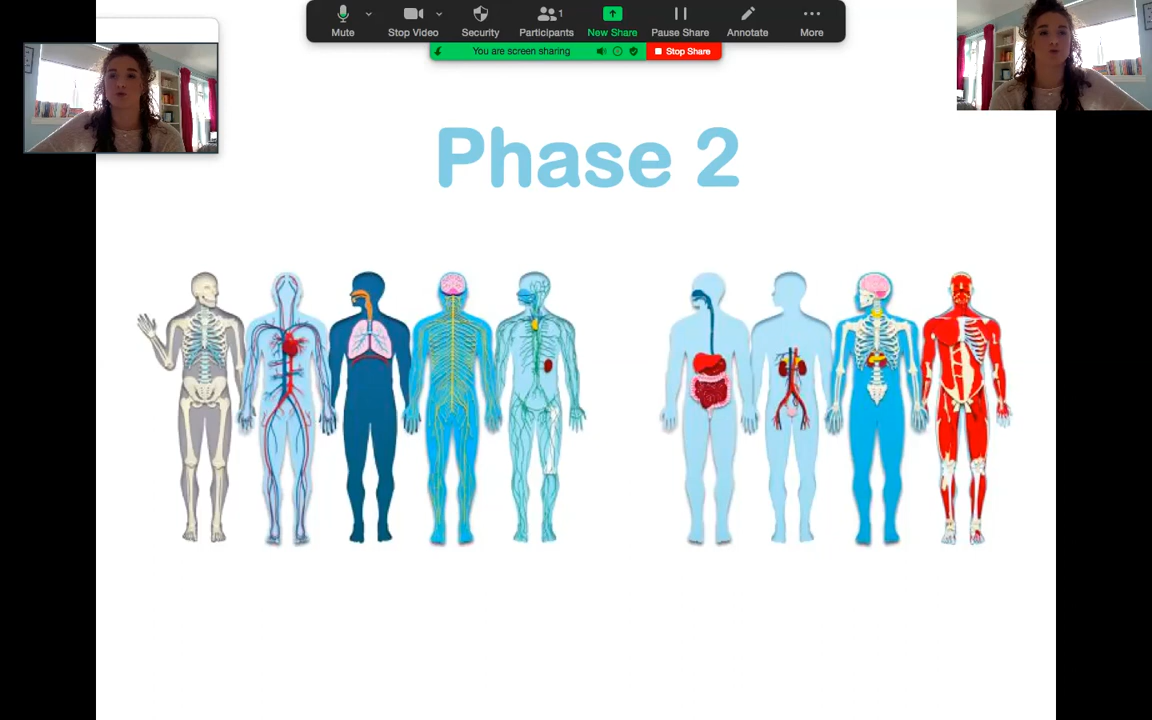 Mute
Stop Video
Security
Participants
1
New Share
Pause Share
Annotate
More
You are screen sharing
Stop Share
Phase 2